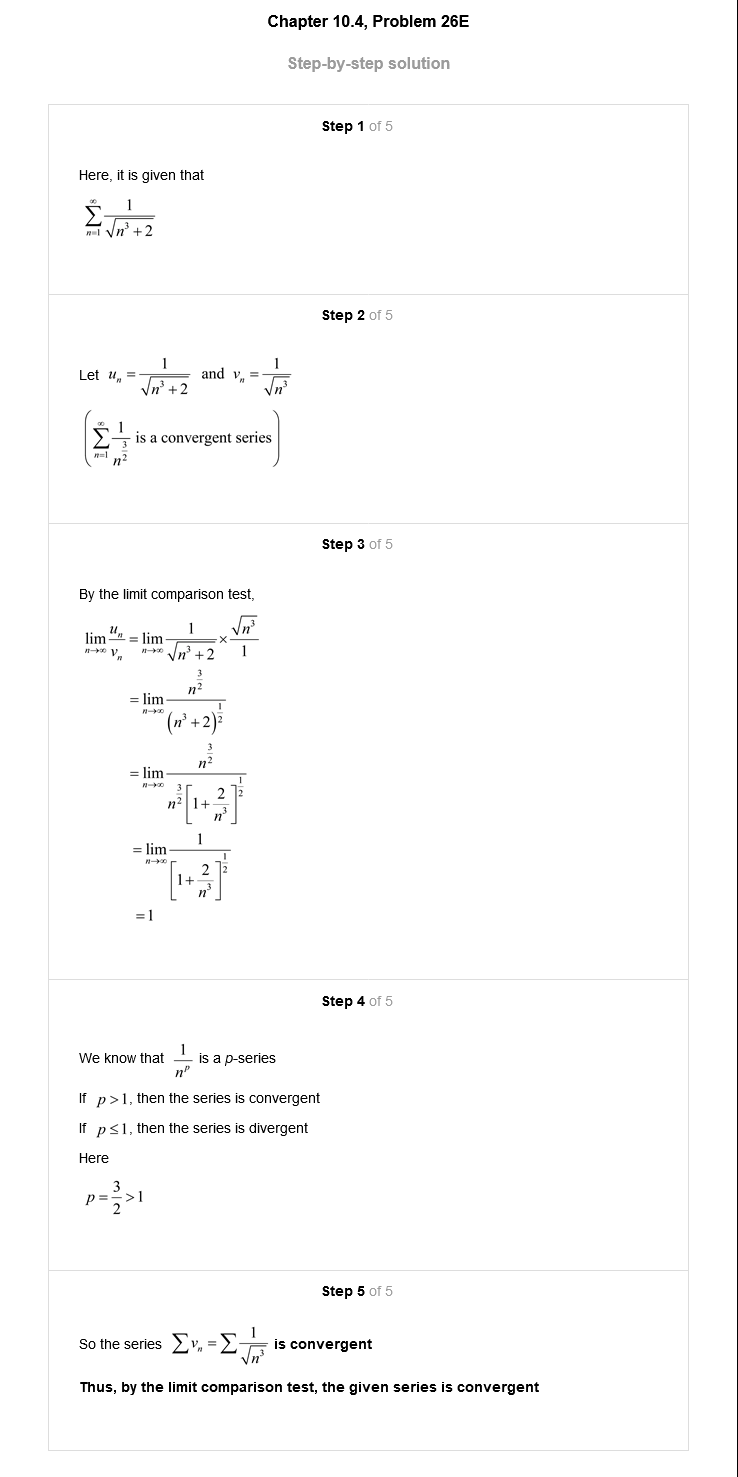 Chapter 10.4, Problem 26E
Step-by-step solution
Step 1 of 5
Here, it is given that
$\sum_{n=1}^{\infty} \frac{1}{\sqrt{n^3+2}}$
Step 2 of 5
Let $u_n = \frac{1}{\sqrt{n^3+2}}$ and $v_n = \frac{1}{\sqrt{n^3}}$
$\left( \sum_{n=1}^{\infty} \frac{1}{n^{\frac{3}{2}}} \text{ is a convergent series} \right)$
Step 3 of 5
By the limit comparison test,
$\lim_{n \to \infty} \frac{u_n}{v_n} = \lim_{n \to \infty} \frac{1}{\sqrt{n^3+2}} \times \frac{\sqrt{n^3}}{1}$
$= \lim_{n \to \infty} \frac{n^{\frac{3}{2}}}{(n^3+2)^{\frac{1}{2}}}$
$= \lim_{n \to \infty} \frac{n^{\frac{3}{2}}}{n^{\frac{3}{2}} \left[ 1+\frac{2}{n^3} \right]^{\frac{1}{2}}}$
$= \lim_{n \to \infty} \frac{1}{\left[ 1+\frac{2}{n^3} \right]^{\frac{1}{2}}}$
$= 1$
Step 4 of 5
We know that $\frac{1}{n^p}$ is a p-series
If $p > 1$, then the series is convergent
If $p \leq 1$, then the series is divergent
Here
$p = \frac{3}{2} > 1$
Step 5 of 5
So the series $\sum v_n = \sum \frac{1}{\sqrt{n^3}}$ is convergent
Thus, by the limit comparison test, the given series is convergent